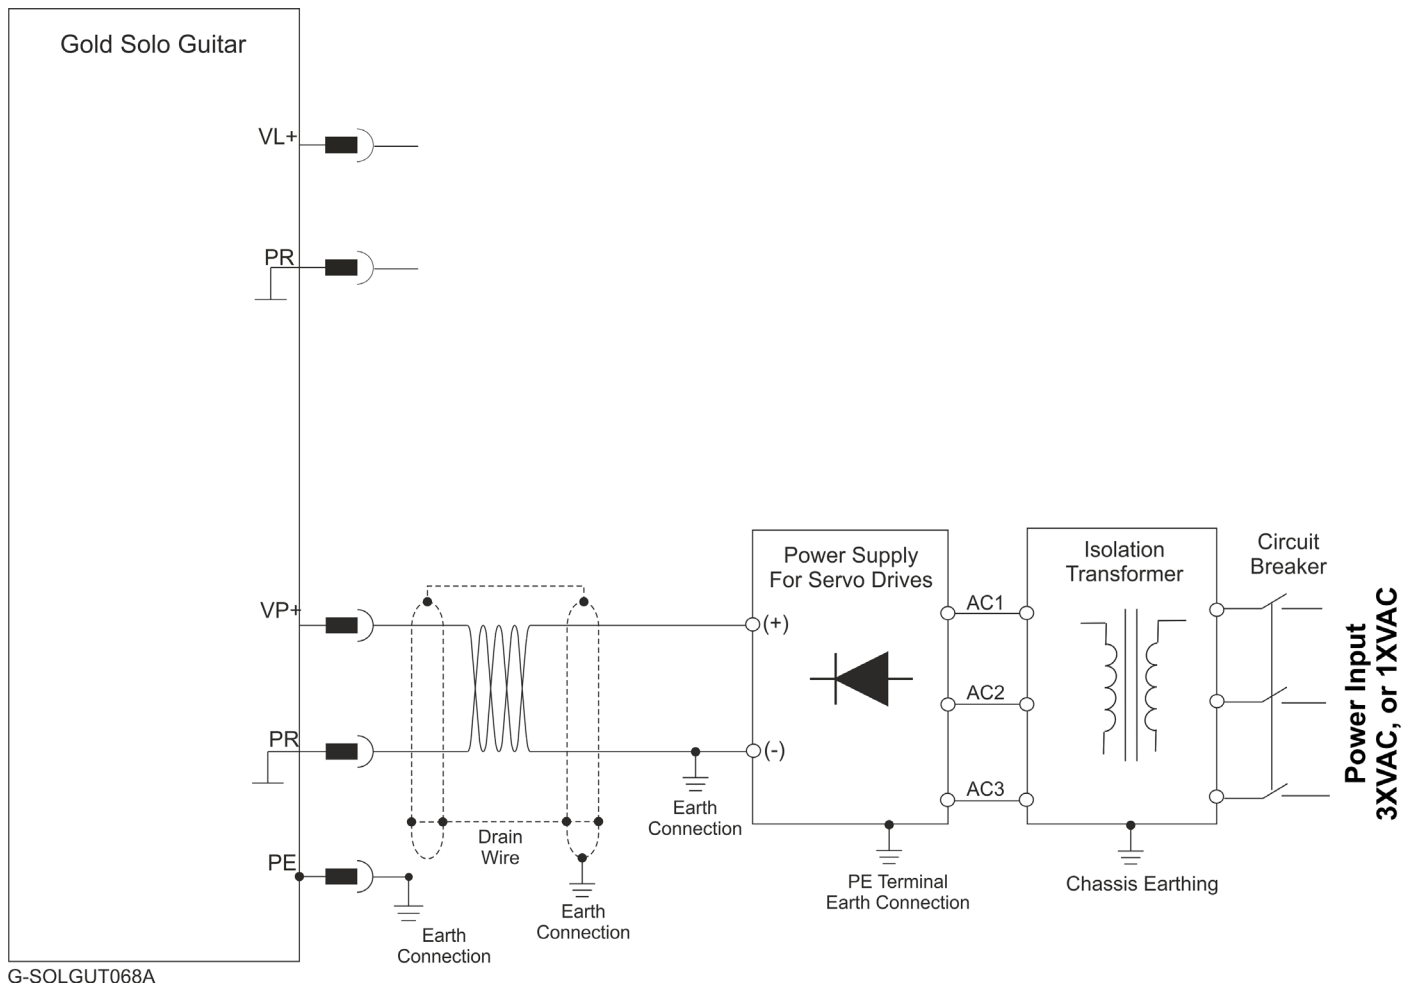 Gold Solo Guitar
VL+
PR
VP+
PR
PE
Earth
Connection
Drain
Wire
Earth
Connection
Earth
Connection
(+)
(-)
Power Supply
For Servo Drives
PE Terminal
Earth Connection
AC1
AC2
AC3
Isolation
Transformer
Chassis Earthing
Circuit
Breaker
Power Input
3XVAC, or 1XVAC
G-SOLGUT068A